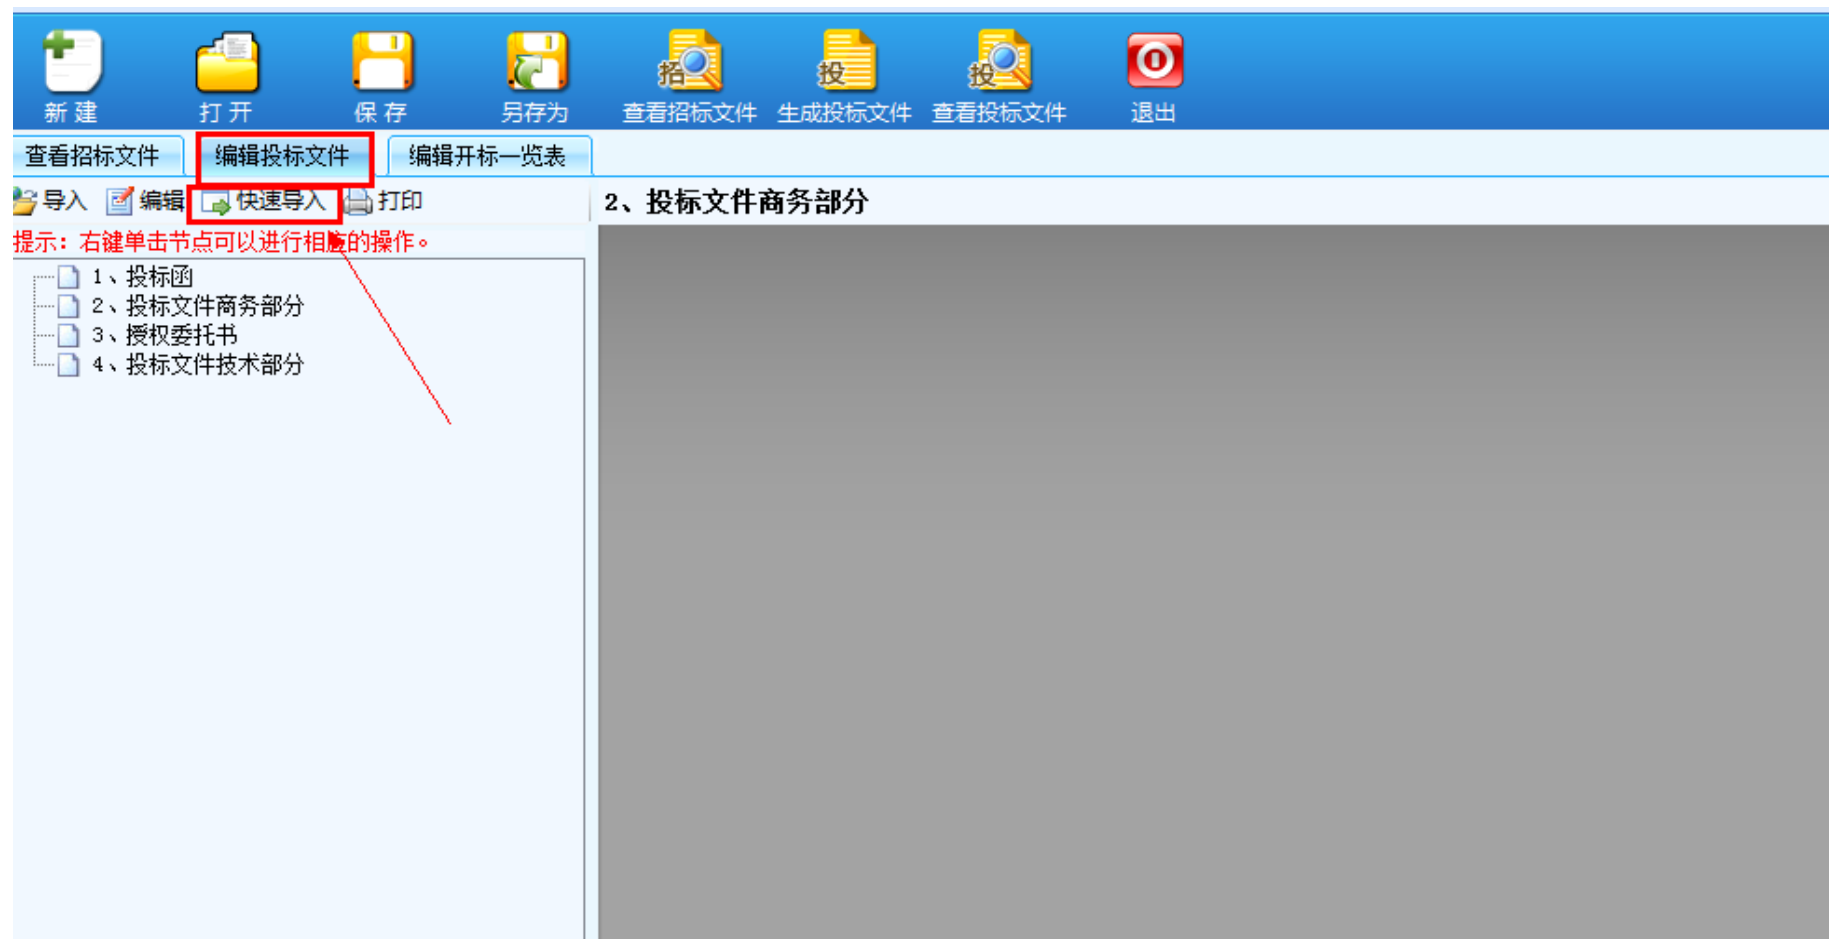 新建 打开 保存 另存为 查看招标文件 生成投标文件 查看投标文件 退出
招 投 投
查看招标文件 编辑投标文件 编辑开标一览表
导入 编辑 快速导入 打印
2、投标文件商务部分
提示：右键单击节点可以进行相应的操作。
1、投标函
2、投标文件商务部分
3、授权委托书
4、投标文件技术部分